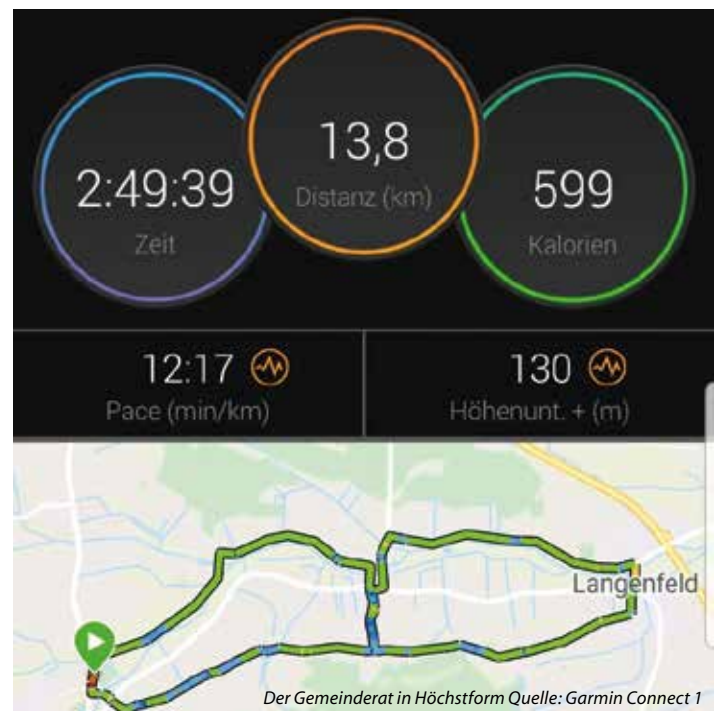 13,8
Distanz (km)
2:49:39
Zeit
599
Kalorien
12:17
Pace (min/km)
130
Höhenunt. + (m)
Langenfeld
Der Gemeinderat in Höchstform Quelle: Garmin Connect 1